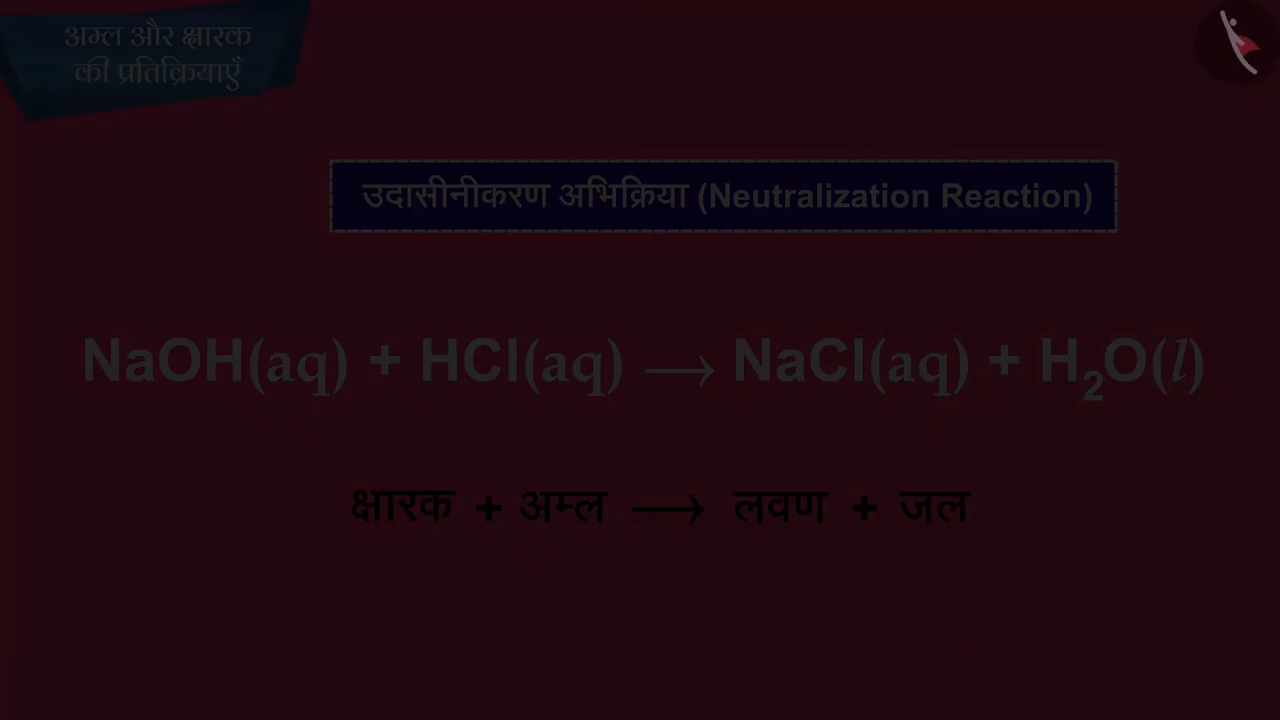 अम्ल और क्षारक
की प्रतिक्रियाएँ
उदासीनीकरण अभिक्रिया (Neutralization Reaction)
NaOH(aq) + HCl(aq) ⟶ NaCl(aq) + H₂O(l)
क्षारक + अम्ल ⟶ लवण + जल